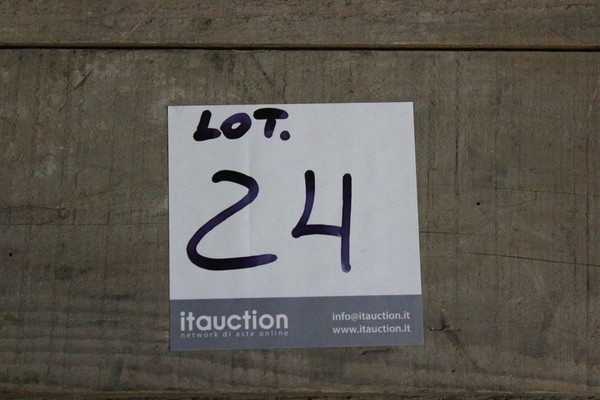 LOT.
24
itauction
network di aste online
info@itauction.it
www.itauction.it